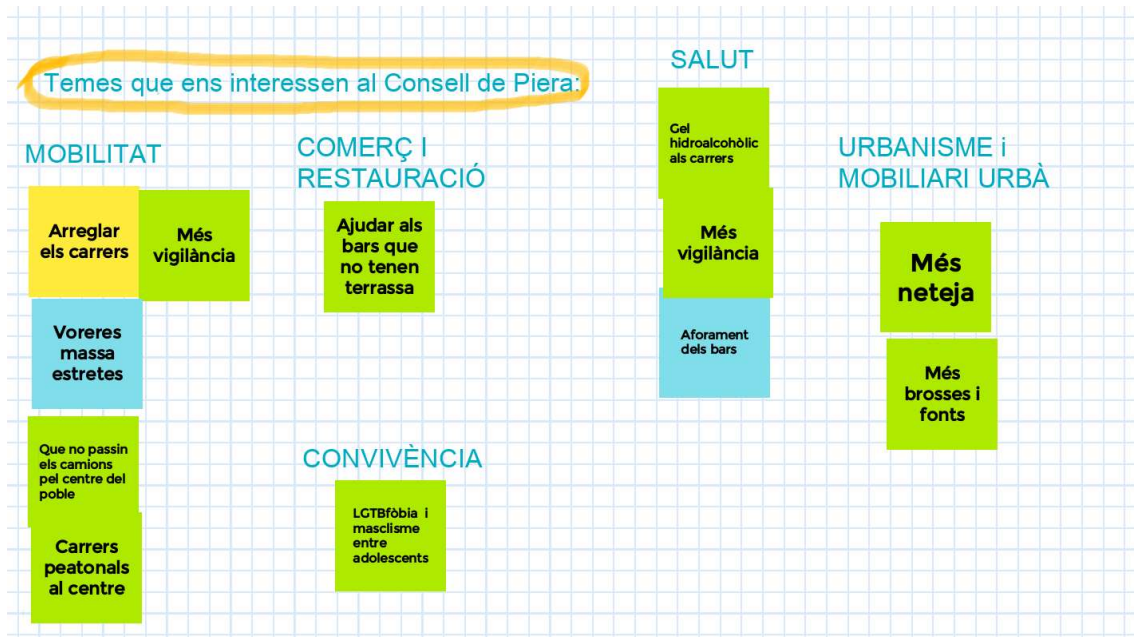 Temes que ens interessen al Consell de Piera:
MOBILITAT
Arreglar
els carrers
Més
vigilància
Voreres
massa
estretes
Que no passin
els camions
pel centre del
poble
Carrers
peatonals
al centre
COMERÇ I
RESTAURACIÓ
Ajudar als
bars que
no tenen
terrassa
CONVIVÈNCIA
LGTBfòbia i
masclisme
entre
adolescents
SALUT
Gel
hidroalcohòlic
als carrers
Més
vigilància
Aforament
dels bars
URBANISME i
MOBILIARI URBÀ
Més
neteja
Més
brosses i
fonts